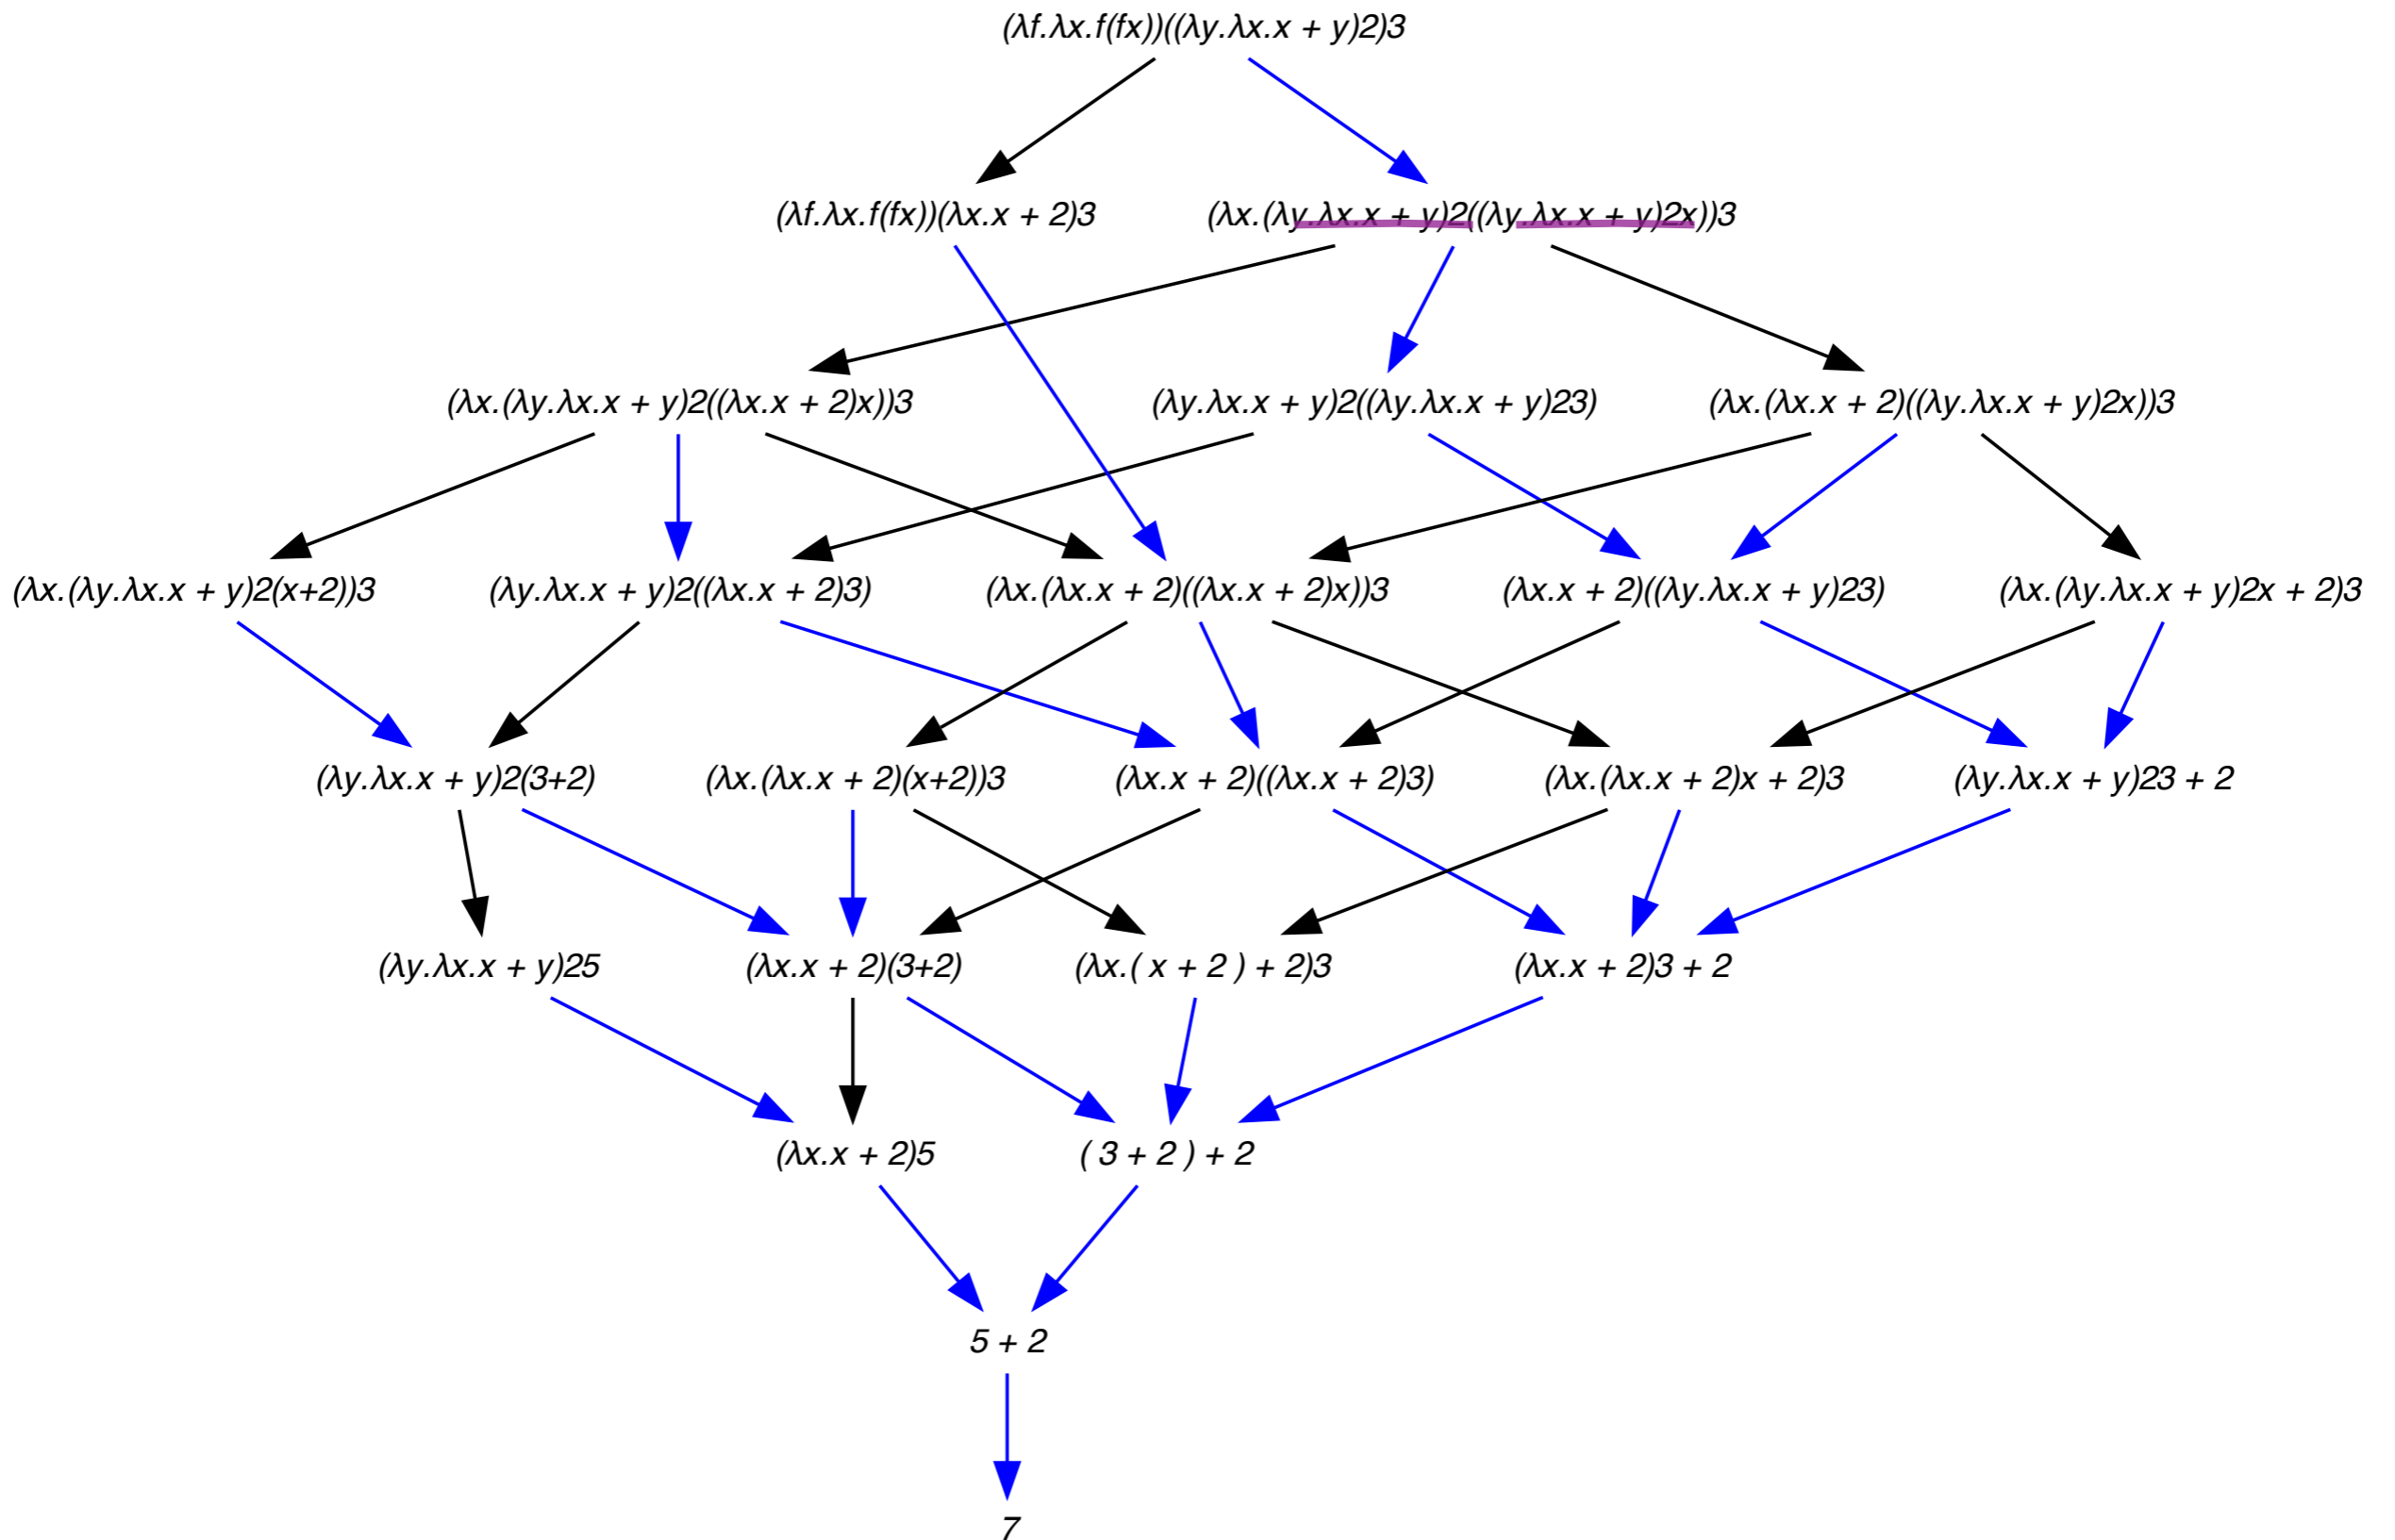 (λf.λx.f(fx))((λy.λx.x + y)2)3
(λf.λx.f(fx))(λx.x + 2)3
(λx.(λy.λx.x + y)2((λy.λx.x + y)2x))3
(λx.(λy.λx.x + y)2((λx.x + 2)x))3
(λy.λx.x + y)2((λy.λx.x + y)23)
(λx.(λx.x + 2)((λy.λx.x + y)2x))3
(λx.(λy.λx.x + y)2(x+2))3
(λy.λx.x + y)2((λx.x + 2)3)
(λx.(λx.x + 2)((λx.x + 2)x))3
(λx.x + 2)((λy.λx.x + y)23)
(λx.(λy.λx.x + y)2x + 2)3
(λy.λx.x + y)2(3+2)
(λx.(λx.x + 2)(x+2))3
(λx.x + 2)((λx.x + 2)3)
(λx.(λx.x + 2)x + 2)3
(λy.λx.x + y)23 + 2
(λy.λx.x + y)25
(λx.x + 2)(3+2)
(λx.( x + 2 ) + 2)3
(λx.x + 2)3 + 2
(λx.x + 2)5
( 3 + 2 ) + 2
5 + 2
7